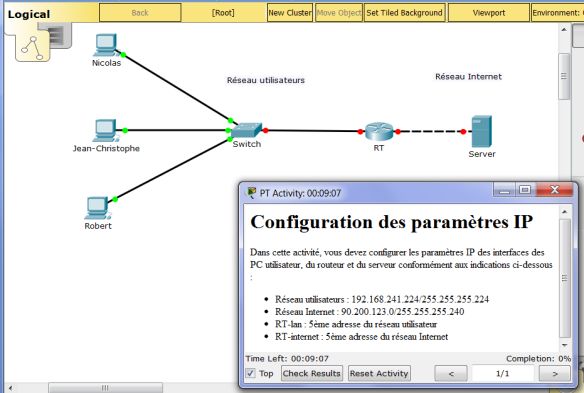 Logical Back [Root] New Cluster Move Object Set Tiled Background Viewport Environment:
Nicolas
Réseau utilisateurs
Réseau Internet
Jean-Christophe
Switch
RT
Server
Robert
PT Activity: 00:09:07
Configuration des paramètres IP
Dans cette activité, vous devez configurer les paramètres IP des interfaces des
PC utilisateur, du routeur et du serveur conformément aux indications ci-dessous
:
• Réseau utilisateurs : 192.168.241.224/255.255.255.224
• Réseau Internet : 90.200.123.0/255.255.255.240
• RT-lan : 5ème adresse du réseau utilisateur
• RT-internet : 5ème adresse du réseau Internet
Time Left: 00:09:07 Completion: 0%
Top Check Results Reset Activity < 1/1 >